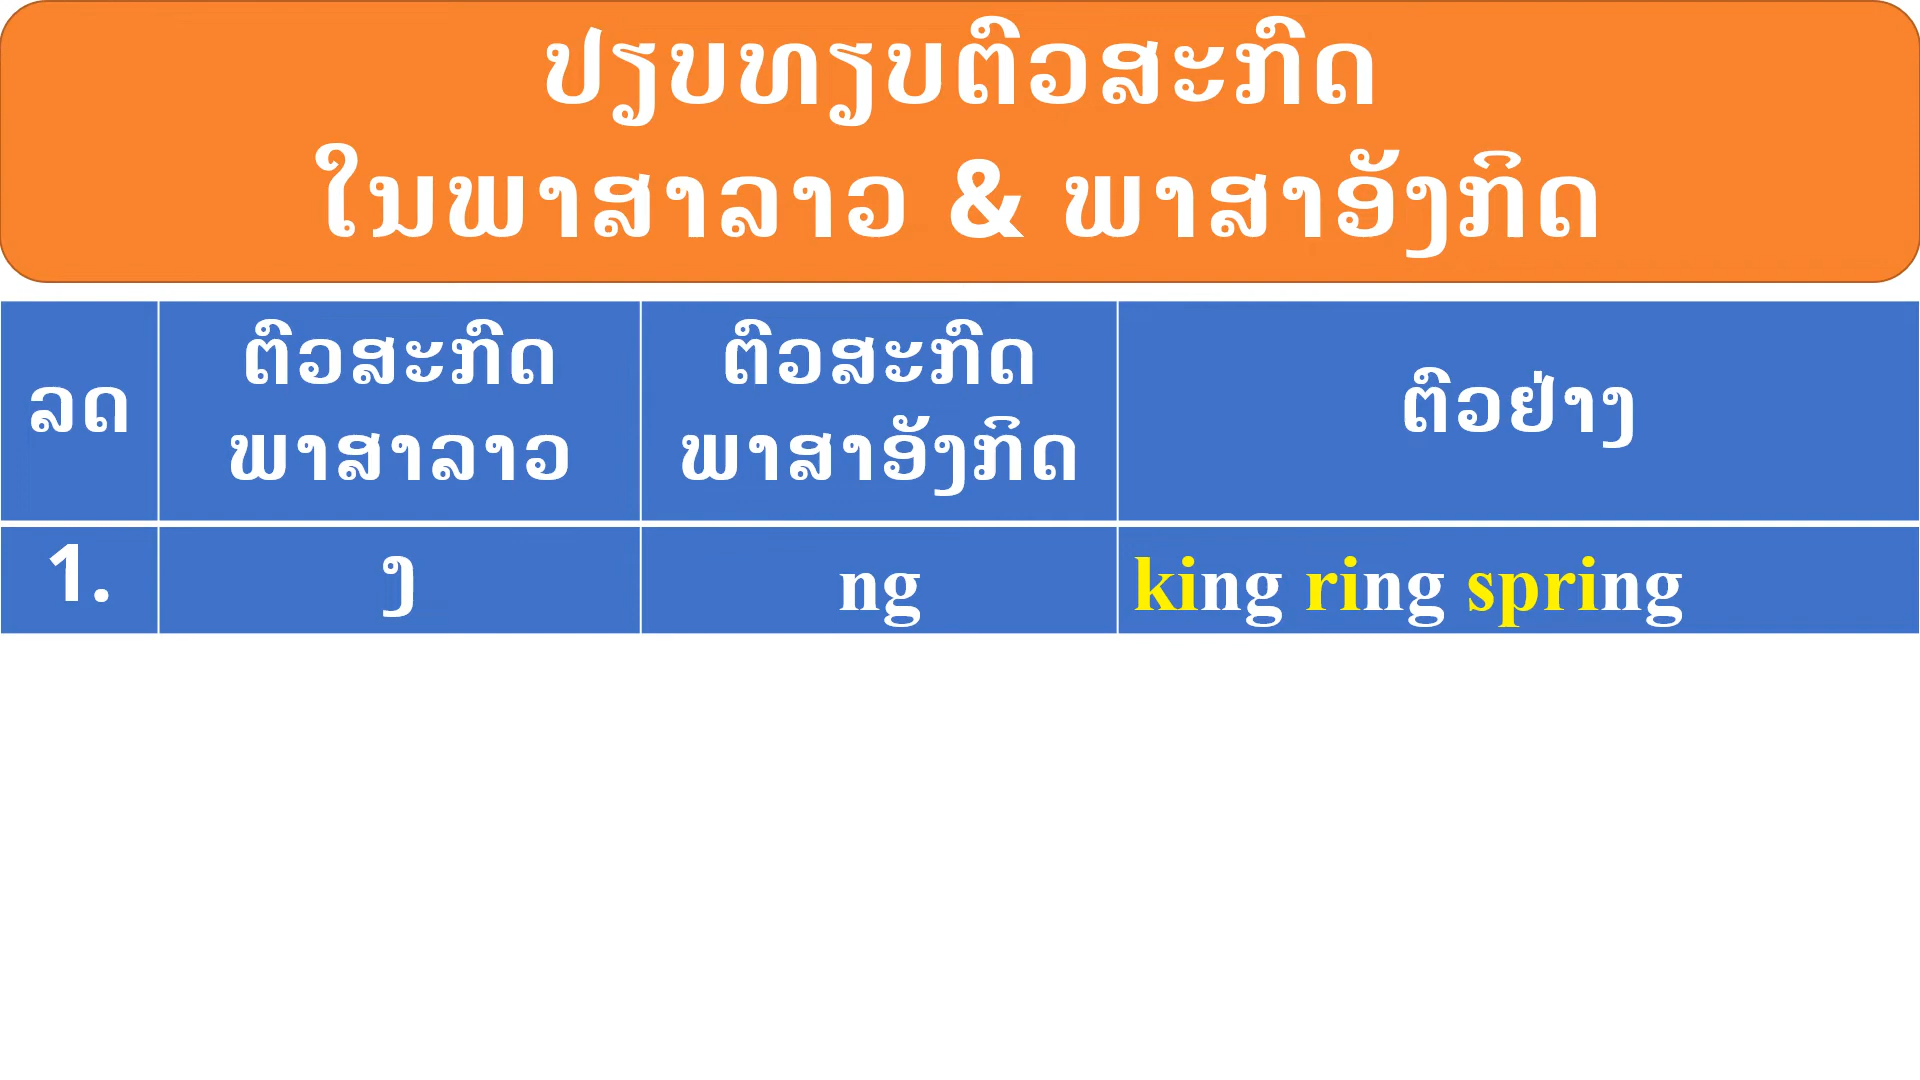 ປຽບທຽບຕົວສະກົດ
ໃນພາສາລາວ & ພາສາອັງກິດ
ລດ
ຕົວສະກົດ
ພາສາລາວ
ຕົວສະກົດ
ພາສາອັງກິດ
ຕົວຢ່າງ
1.
ງ
ng
king ring spring